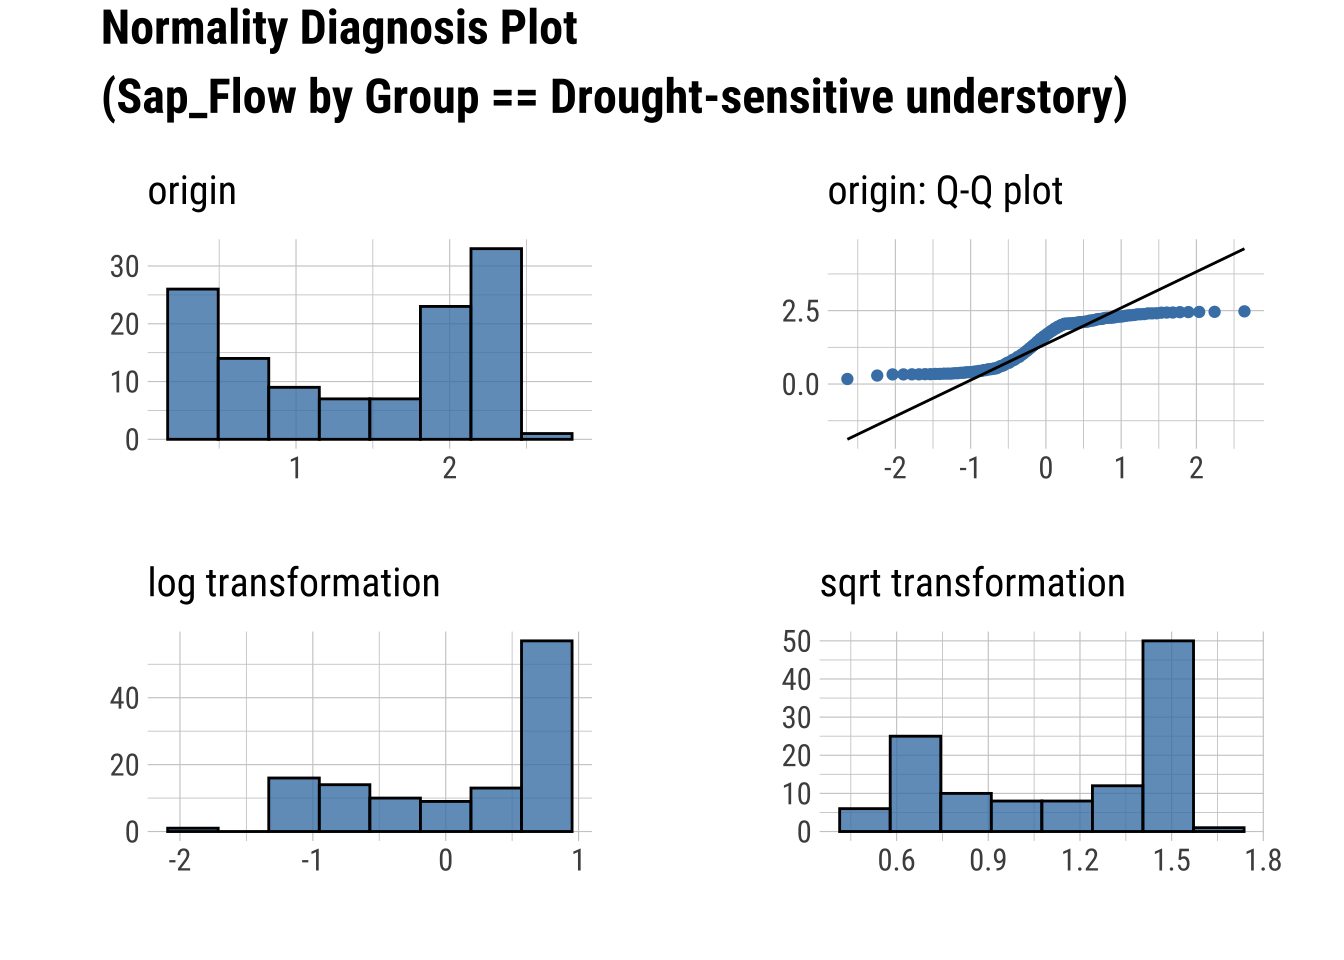 Normality Diagnosis Plot
(Sap_Flow by Group == Drought-sensitive understory)
origin
30
20
10
0
1 2
origin: Q-Q plot
2.5
0.0
-2 -1 0 1 2
log transformation
40
20
0
-2 -1 0 1
sqrt transformation
50
40
30
20
10
0
0.6 0.9 1.2 1.5 1.8